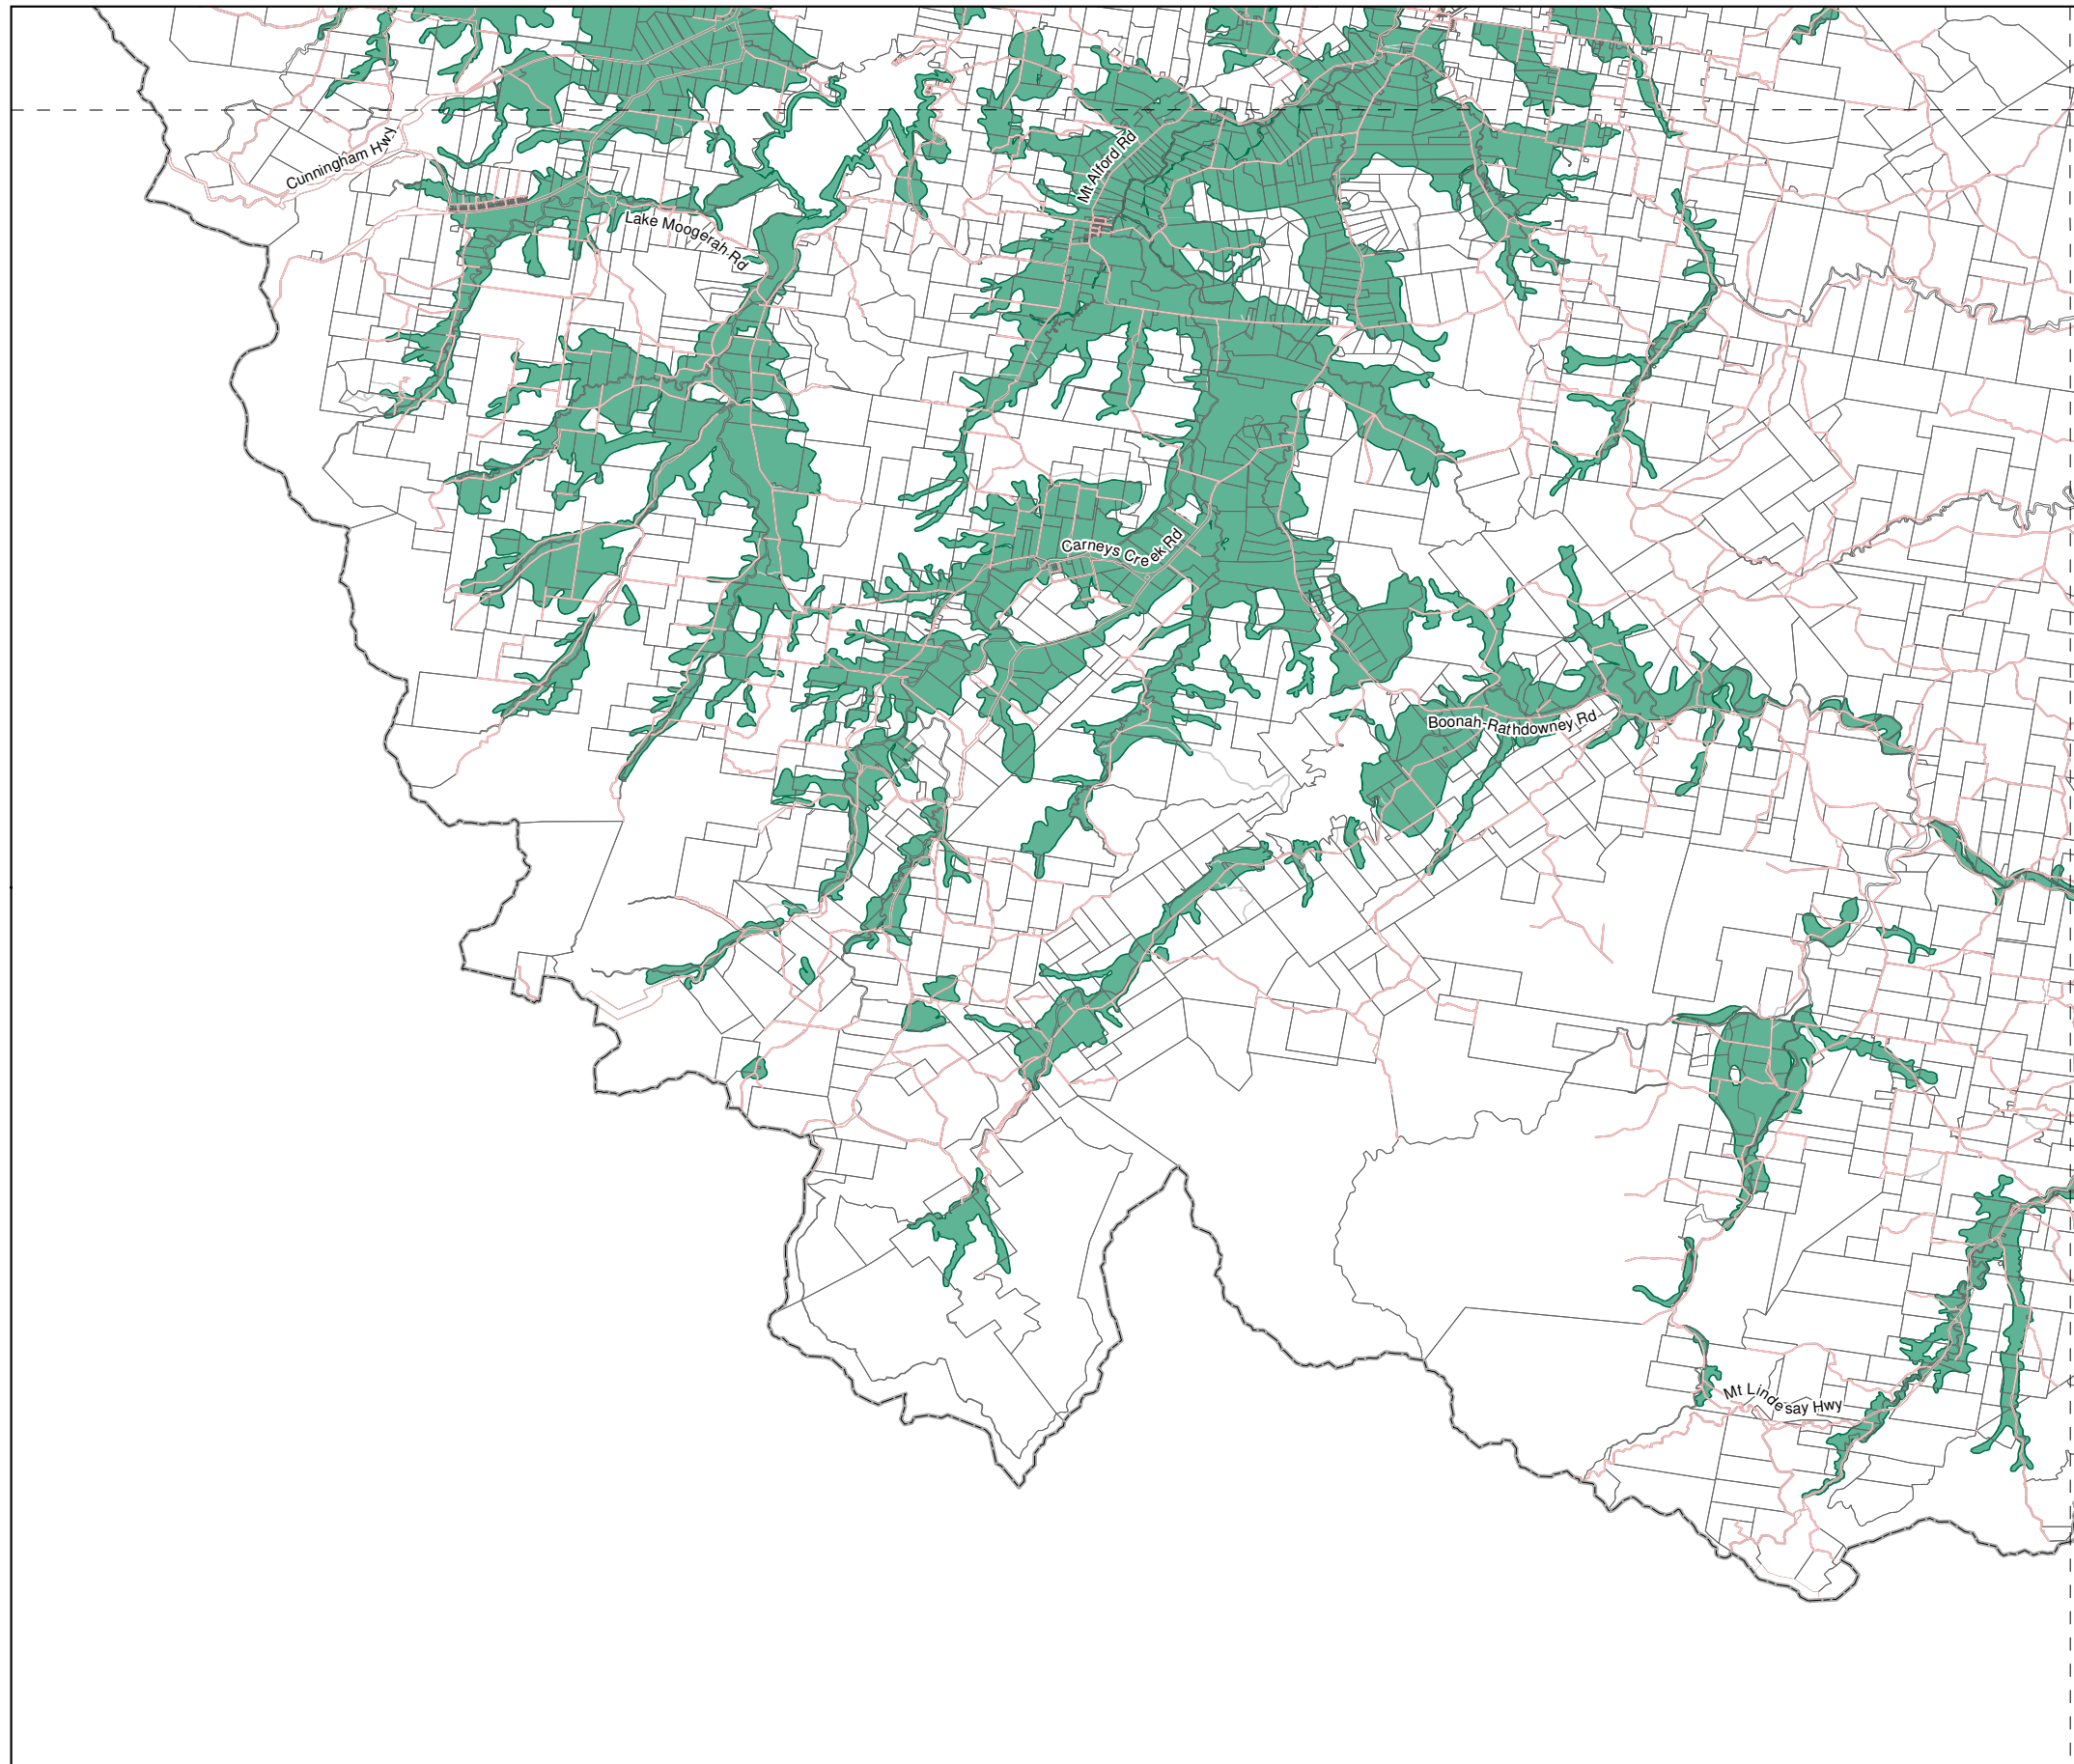 Cunningham Hwy
Mt Alford Rd
Lake Moogerah Rd
Carneys Creek Rd
Boonah-Rathdowney Rd
Mt Lindesay Hwy